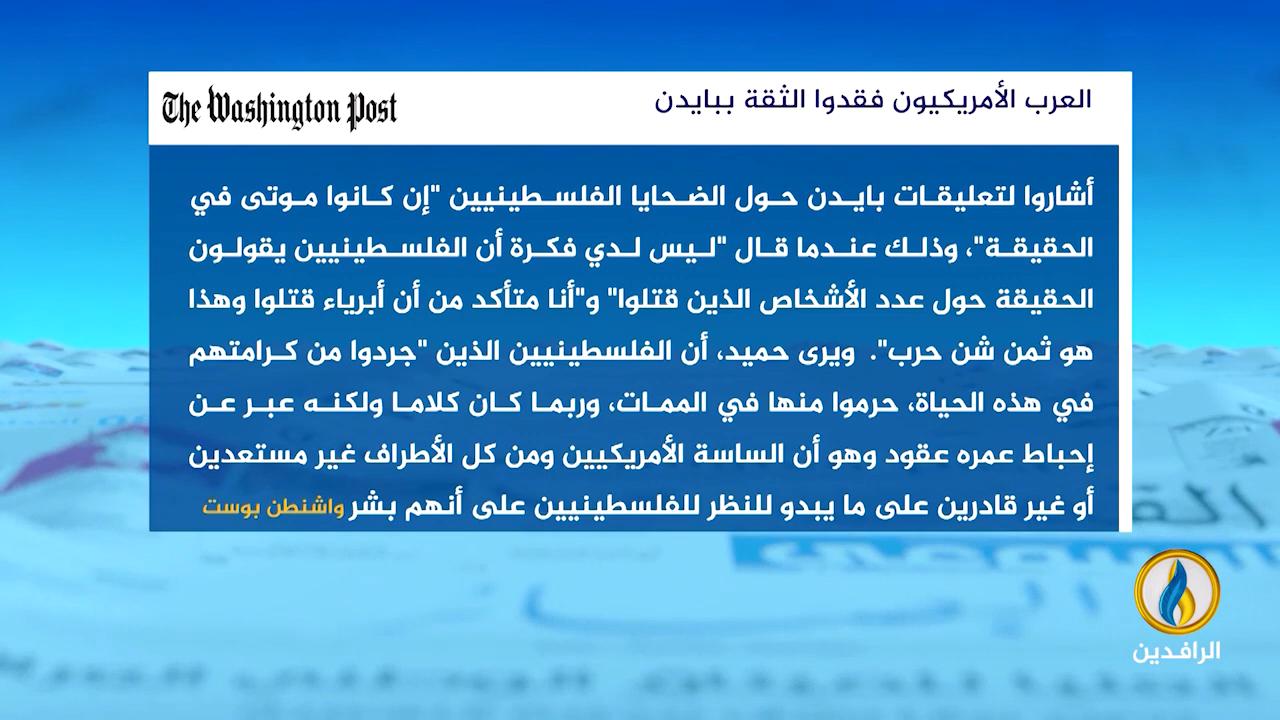 The Washington Post
العرب الأمريكيون فقدوا الثقة ببايدن
أشاروا لتعليقات بايدن حول الضحايا الفلسطينيين "إن كانوا موتى في
الحقيقة"، وذلك عندما قال "ليس لدي فكرة أن الفلسطينيين يقولون
الحقيقة حول عدد الأشخاص الذين قتلوا" و"أنا متأكد من أن أبرياء قتلوا وهذا
هو ثمن شن حرب". ويرى حميد، أن الفلسطينيين الذين "جردوا من كرامتهم
في هذه الحياة، حرموا منها في الممات، وربما كان كلاما ولكنه عبر عن
إحباط عمره عقود وهو أن الساسة الأمريكيين ومن كل الأطراف غير مستعدين
أو غير قادرين على ما يبدو للنظر للفلسطينيين على أنهم بشر واشنطن بوست
الرافدين